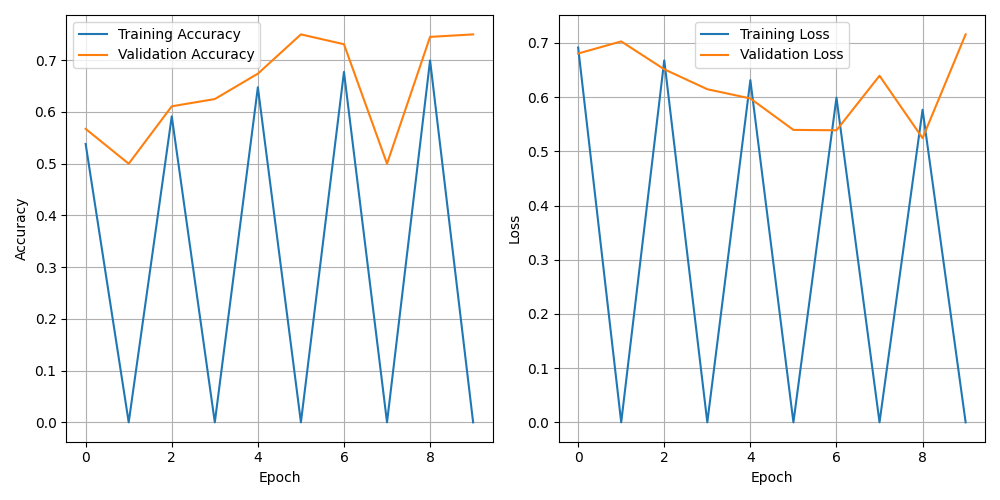 Training Accuracy
Validation Accuracy
0.7
0.6
0.5
0.4
0.3
0.2
0.1
0.0
0 2 4 6 8
Accuracy
Epoch
Training Loss
Validation Loss
0.7
0.6
0.5
0.4
0.3
0.2
0.1
0.0
0 2 4 6 8
Loss
Epoch